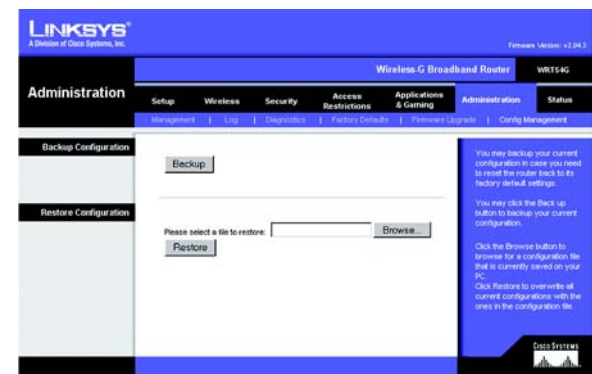 LINKSYS®
A Division of Cisco Systems, Inc.
Firmware Version: v2.04.3
Wireless-G Broadband Router
WRT54G
Administration
Setup
Wireless
Security
Access Restrictions
Applications & Gaming
Administration
Status
Management | Log | Diagnostics | Factory Defaults | Firmware Upgrade | Config Management
Backup Configuration
Backup
You may backup your current
configuration in case you need
to reset the router back to its
factory default settings.
You may click the Back up
button to backup your current
configuration.
Restore Configuration
Please select a file to restore:
Browse...
Restore
Click the Browse button to
browse for a configuration file
that is currently saved on your
PC.
Click Restore to overwrite all
current configurations with the
ones in the configuration file.
CISCO SYSTEMS